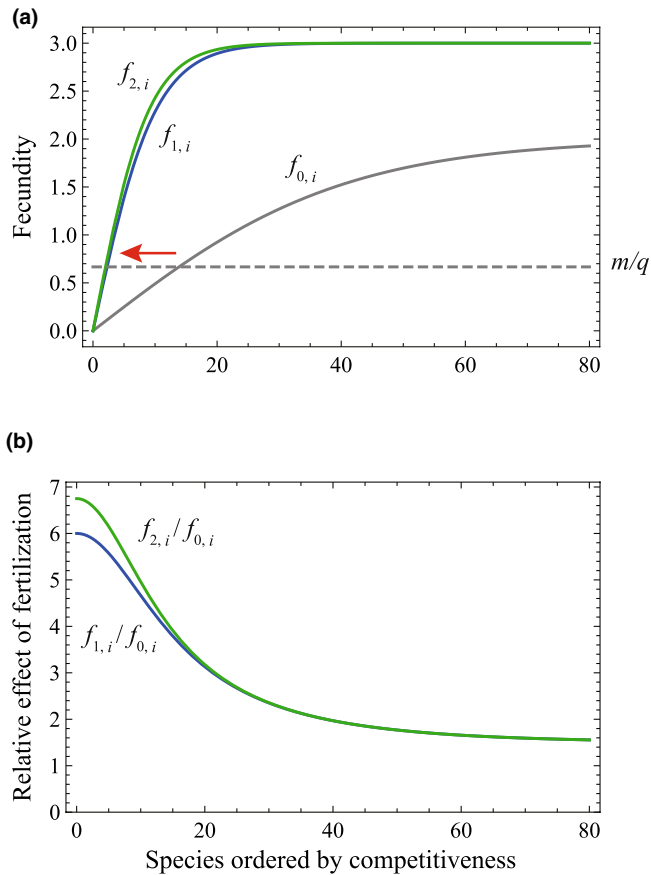 (a)
3.0
2.5
2.0
1.5
1.0
0.5
0.0
Fecundity
f2, i
f1, i
f0, i
m/q
0 20 40 60 80
(b)
7
6
5
4
3
2
1
0
Relative effect of fertilization
f2, i/f0, i
f1, i/f0, i
0 20 40 60 80
Species ordered by competitiveness